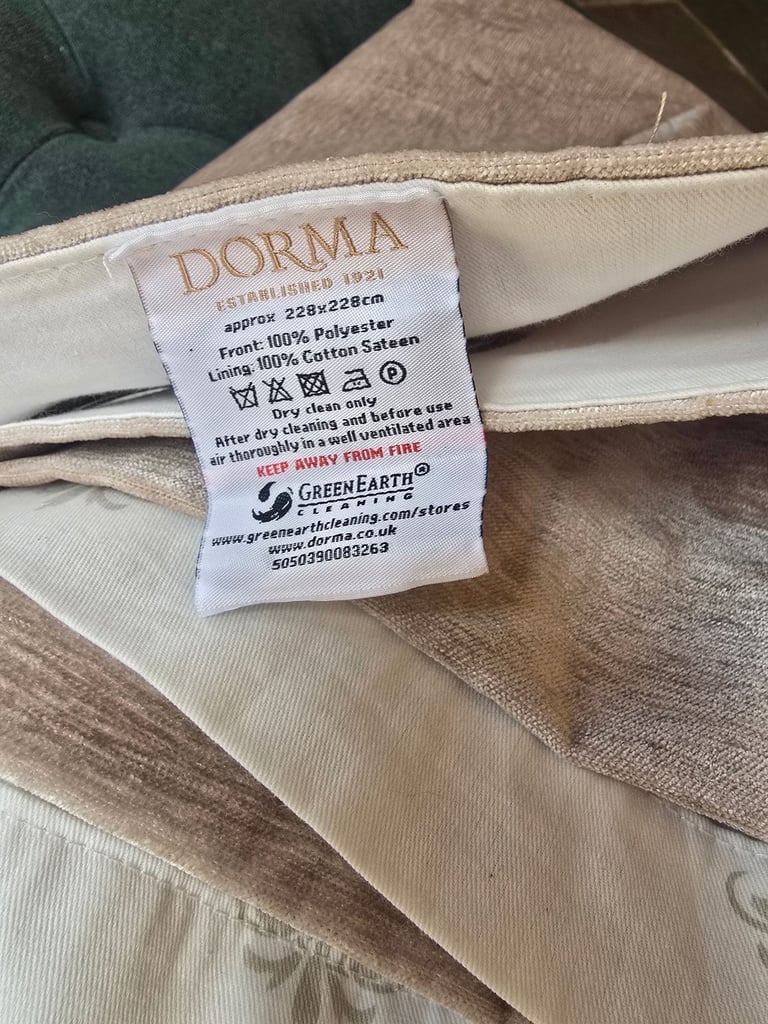 DORMA
ESTABLISHED 1921
approx 228x228cm
Front: 100% Polyester
Lining: 100% Cotton Sateen
P
Dry clean only
After dry cleaning and before use
air thoroughly in a well ventilated area
KEEP AWAY FROM FIRE
GREENEARTH®
CLEANING
www.greenearthcleaning.com/stores
www.dorma.co.uk
5050390083263